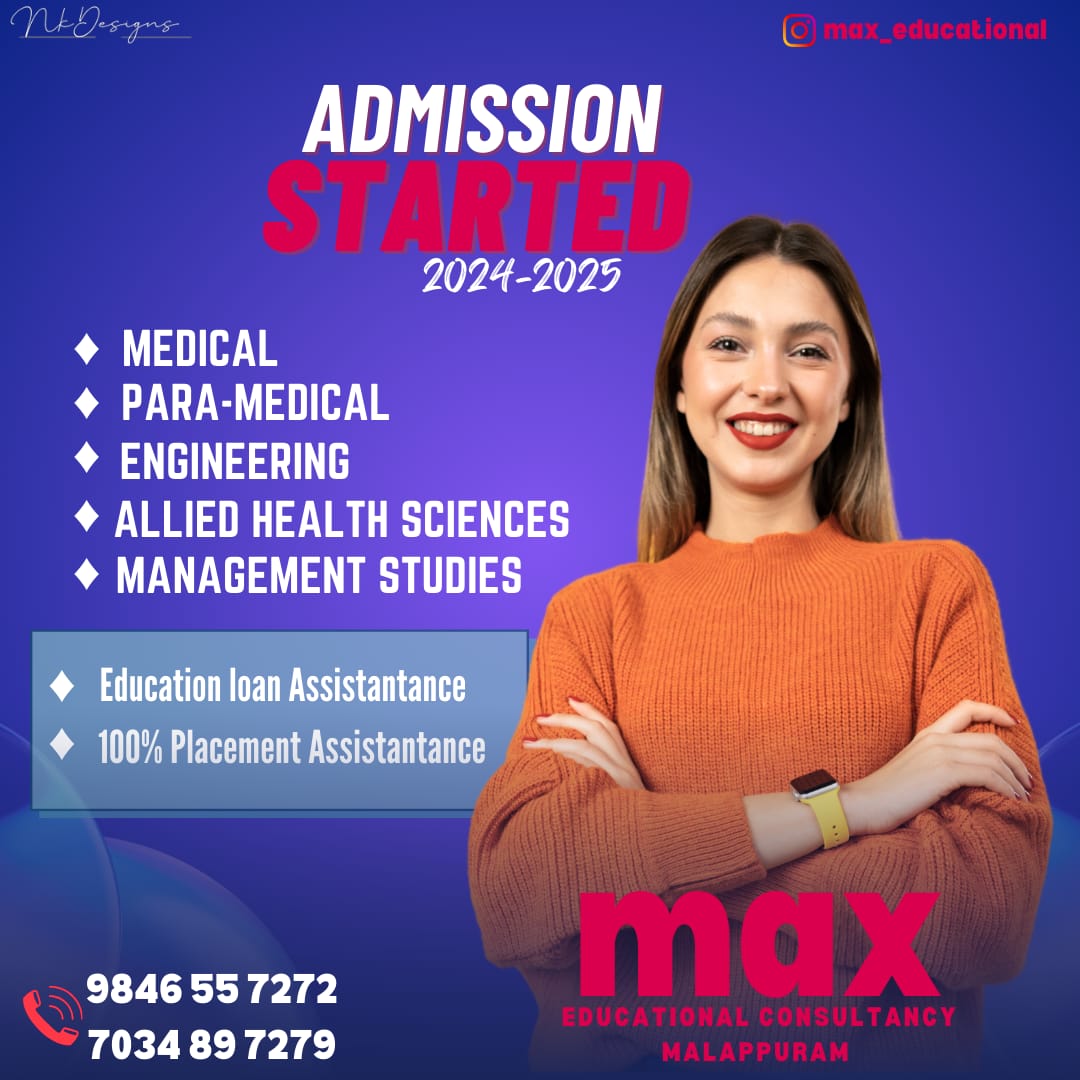 NkDesigns
max_educational
ADMISSION
STARTED
2024-2025
MEDICAL
PARA-MEDICAL
ENGINEERING
ALLIED HEALTH SCIENCES
MANAGEMENT STUDIES
Education loan Assistantance
100% Placement Assistantance
9846 55 7272
7034 89 7279
max
EDUCATIONAL CONSULTANCY
MALAPPURAM